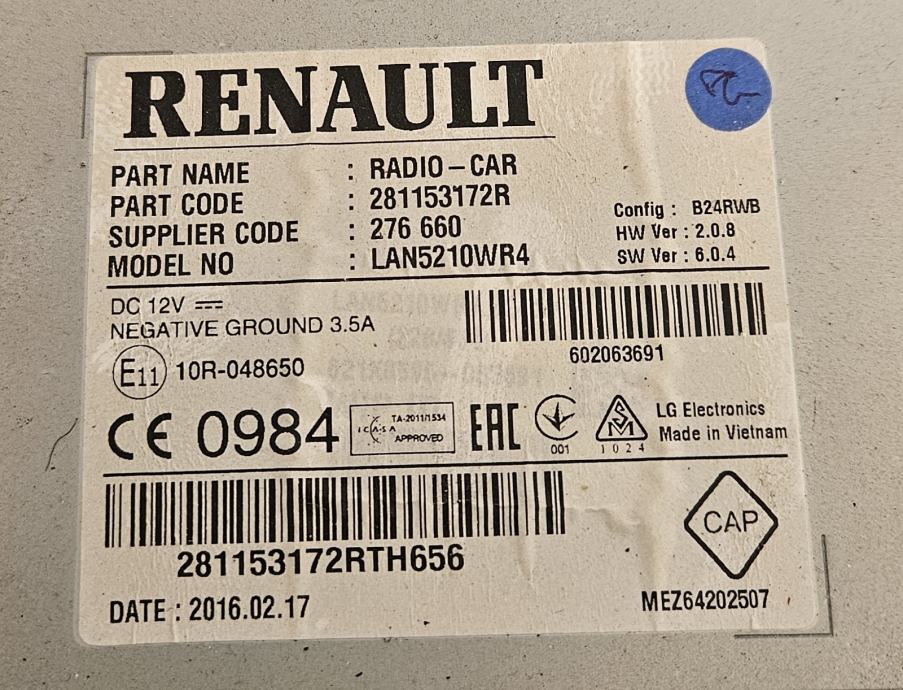 RENAULT
PART NAME : RADIO-CAR
PART CODE : 281153172R
SUPPLIER CODE : 276 660
MODEL NO : LAN5210WR4
Config : B24RWB
HW Ver : 2.0.8
SW Ver : 6.0.4
DC 12V
NEGATIVE GROUND 3.5A
602063691
E11 10R-048650
CE 0984
ICASA
TA-2011/1534
APPROVED
EAC
001
SM
1024
LG Electronics
Made in Vietnam
281153172RTH656
CAP
DATE : 2016.02.17
MEZ64202507